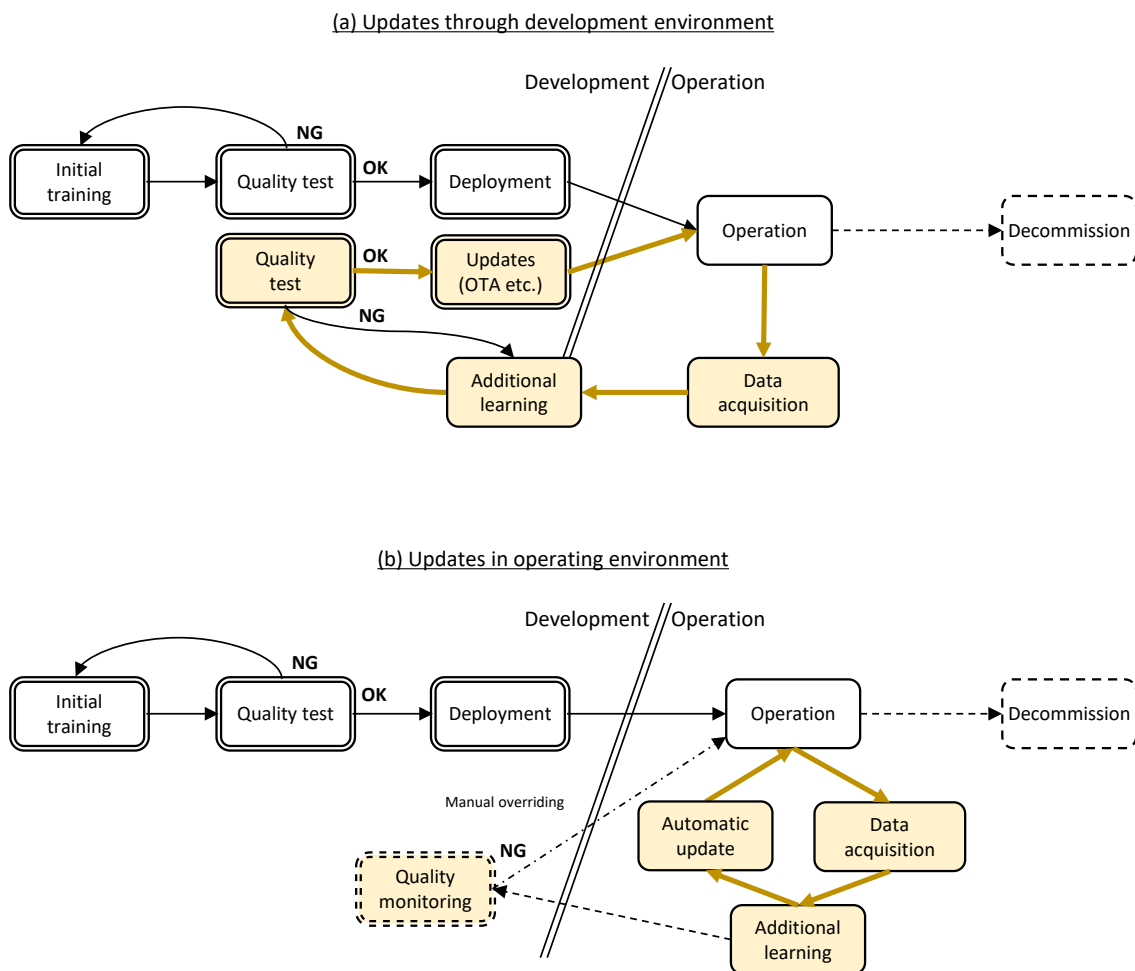 (a) Updates through development environment
Development
Operation
NG
Initial
training
Quality test
OK
Deployment
Operation
Decommission
Quality
test
OK
Updates
(OTA etc.)
NG
Additional
learning
Data
acquisition
(b) Updates in operating environment
Development
Operation
NG
Initial
training
Quality test
OK
Deployment
Operation
Decommission
Manual overriding
Automatic
update
Data
acquisition
NG
Quality
monitoring
Additional
learning